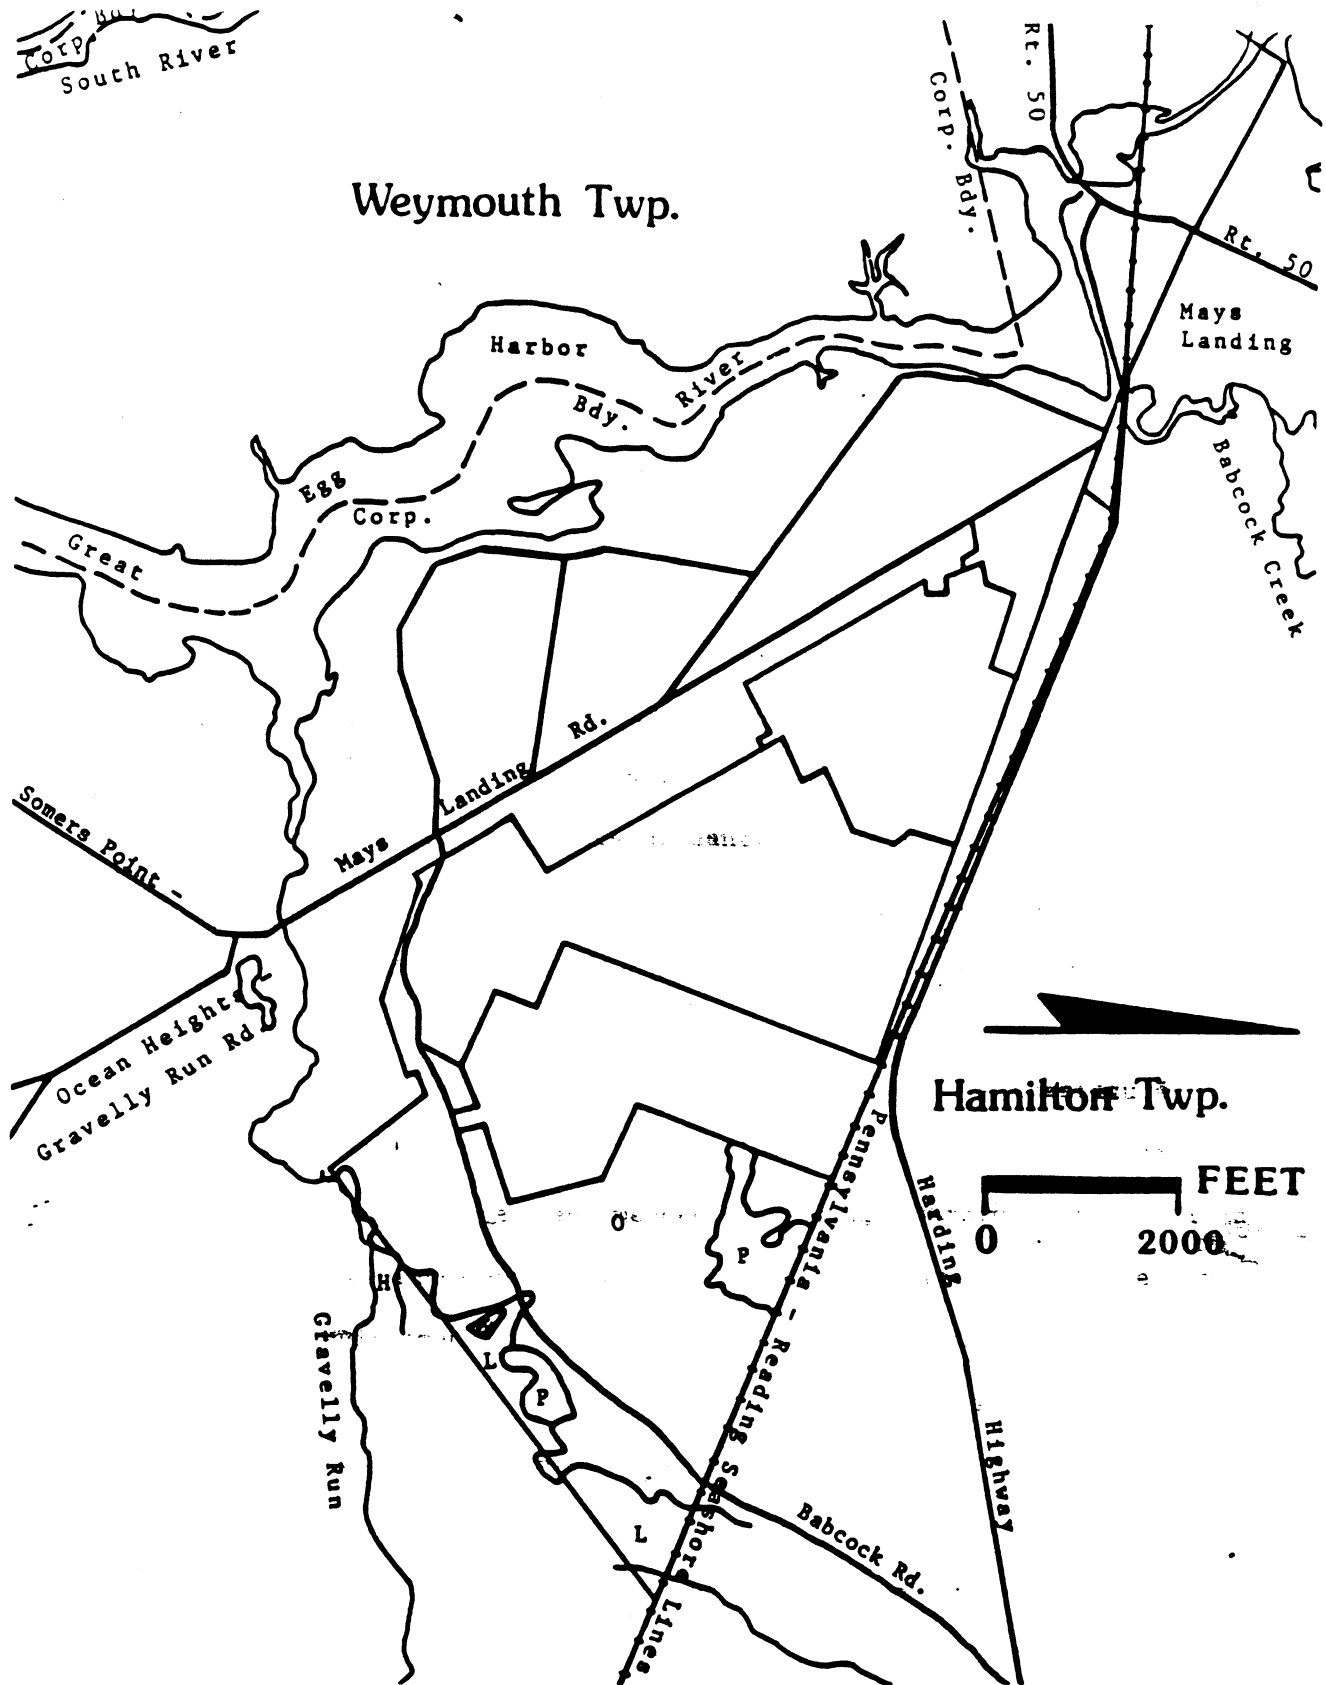 Bdy.
Corp.
South River
Rt. 50
Corp. Bdy.
Weymouth Twp.
Rt. 50
Mays
Landing
Harbor
River
Bdy.
Egg
Corp.
Great
Babcock Creek
Rd.
Landing
Mays
Somers Point -
Ocean Heights
Gravelly Run Rd.
Hamilton Twp.
FEET
0 2000
Harding
Highway
Pennsylvania - Reading Seashore Lines
O
P
H
L
P
Gravelly Run
L
Babcock Rd.